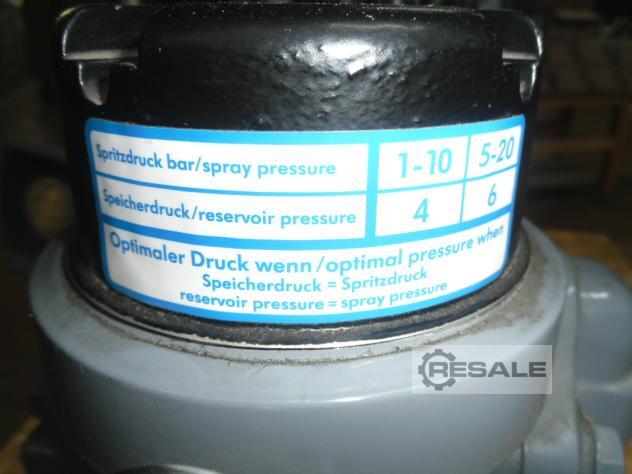 Spritzdruck bar/spray pressure 1-10 5-20
Speicherdruck/reservoir pressure 4 6
Optimaler Druck wenn/optimal pressure when
Speicherdruck = Spritzdruck
reservoir pressure = spray pressure
RESALE